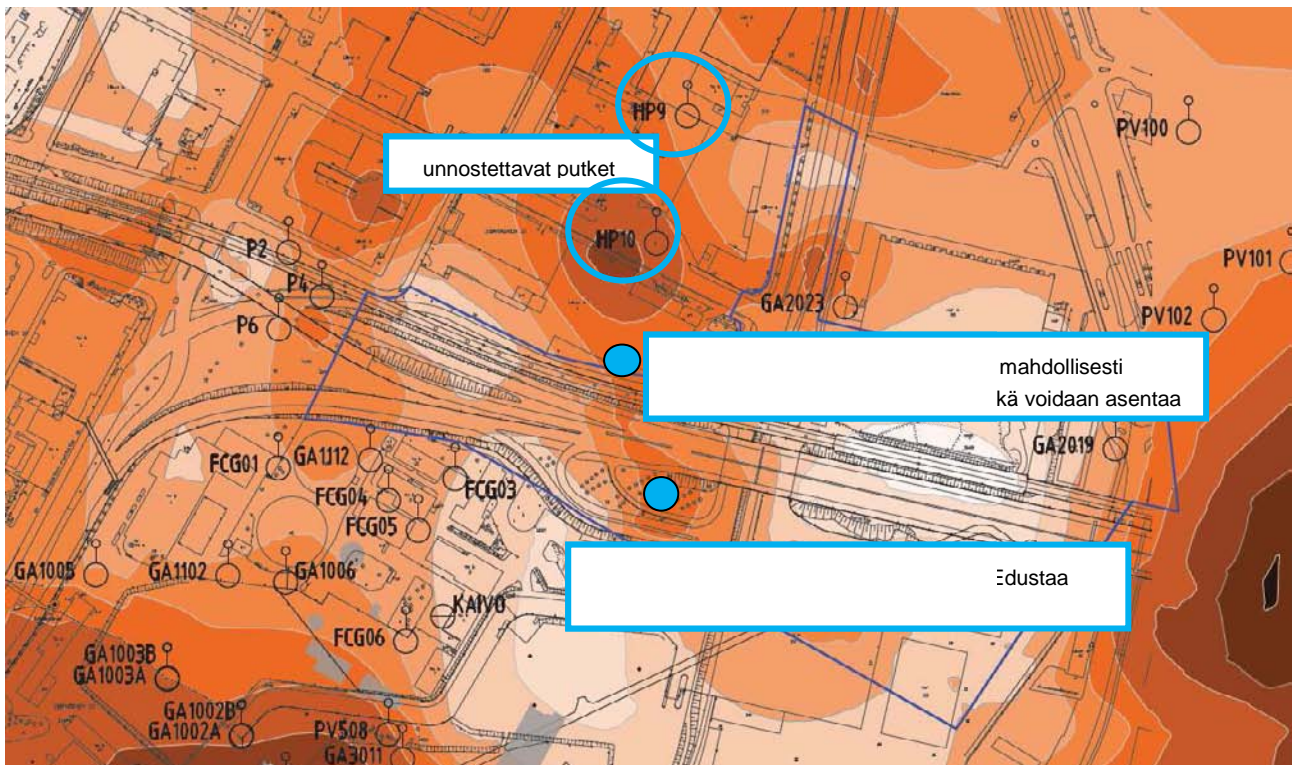 HP9
PV100
unnostettavat putket
HP10
P2
PV101
P4
GA2023
PV102
P6
mahdollisesti
kä voidaan asentaa
GA2019
FCG01
GA1112
FCG03
FCG04
FCG05
GA1005
GA1102
GA1006
Edustaa
KAIVO
FCG06
GA1003B
GA1003A
GA1002B
GA1002A
PV508
GA3011